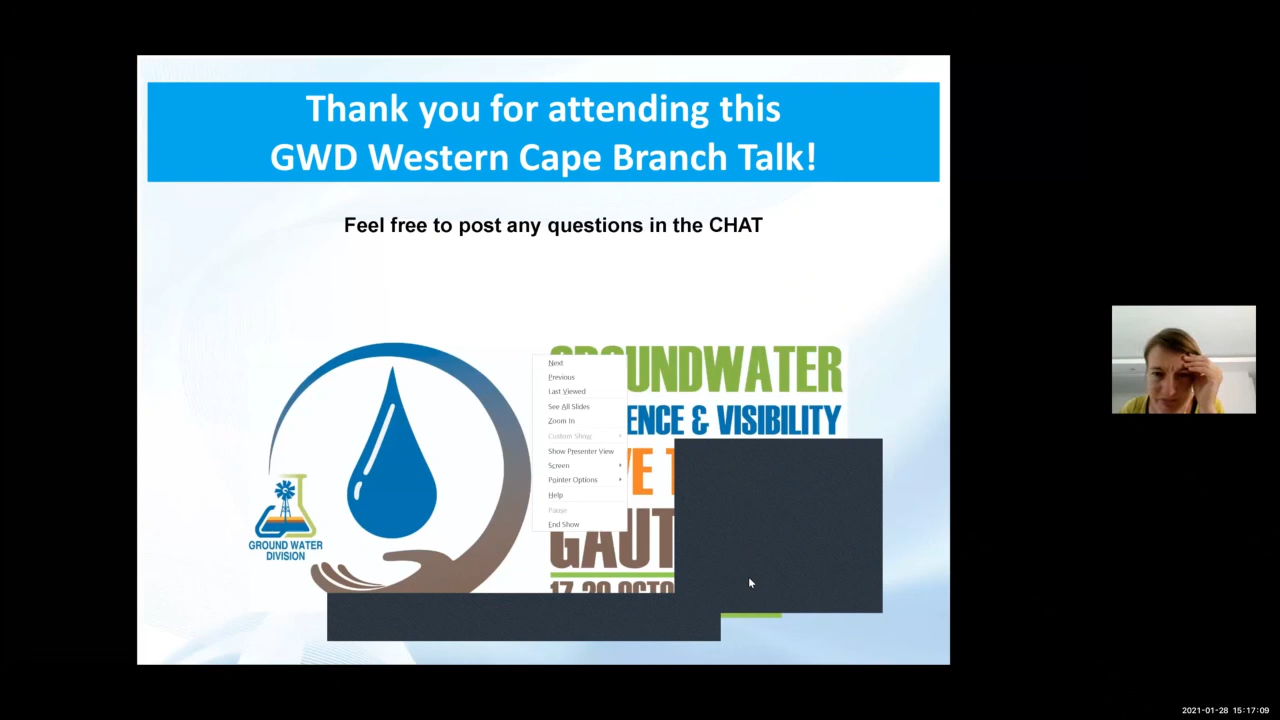 Thank you for attending this
GWD Western Cape Branch Talk!
Feel free to post any questions in the CHAT
GROUND WATER
DIVISION
Next
Previous
Last Viewed
See All Slides
Zoom In
Custom Show
Show Presenter View
Screen
Pointer Options
Help
Pause
End Show
GROUNDWATER
& VISIBILITY
2021-01-28 15:17:09